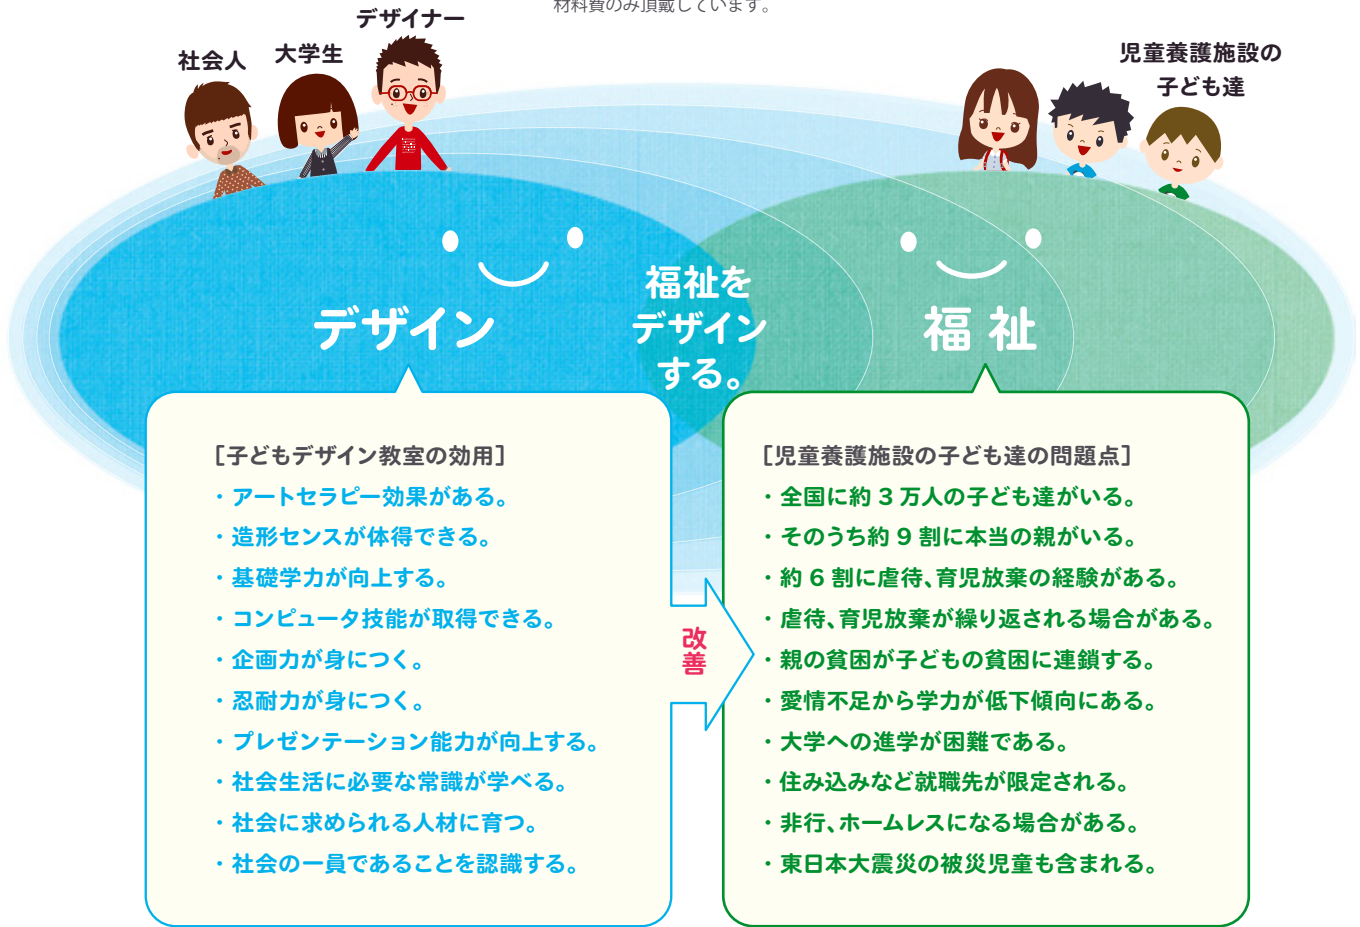 材料費のみ頂戴しています。
デザイナー
社会人
大学生
児童養護施設の
子ども達
デザイン
福祉を
デザイン
する。
福 祉
［子どもデザイン教室の効用］
・アートセラピー効果がある。
・造形センスが体得できる。
・基礎学力が向上する。
・コンピュータ技能が取得できる。
・企画力が身につく。
・忍耐力が身につく。
・プレゼンテーション能力が向上する。
・社会生活に必要な常識が学べる。
・社会に求められる人材に育つ。
・社会の一員であることを認識する。
改
善
［児童養護施設の子ども達の問題点］
・全国に約 3 万人の子ども達がいる。
・そのうち約 9 割に本当の親がいる。
・約 6 割に虐待、育児放棄の経験がある。
・虐待、育児放棄が繰り返される場合がある。
・親の貧困が子どもの貧困に連鎖する。
・愛情不足から学力が低下傾向にある。
・大学への進学が困難である。
・住み込みなど就職先が限定される。
・非行、ホームレスになる場合がある。
・東日本大震災の被災児童も含まれる。